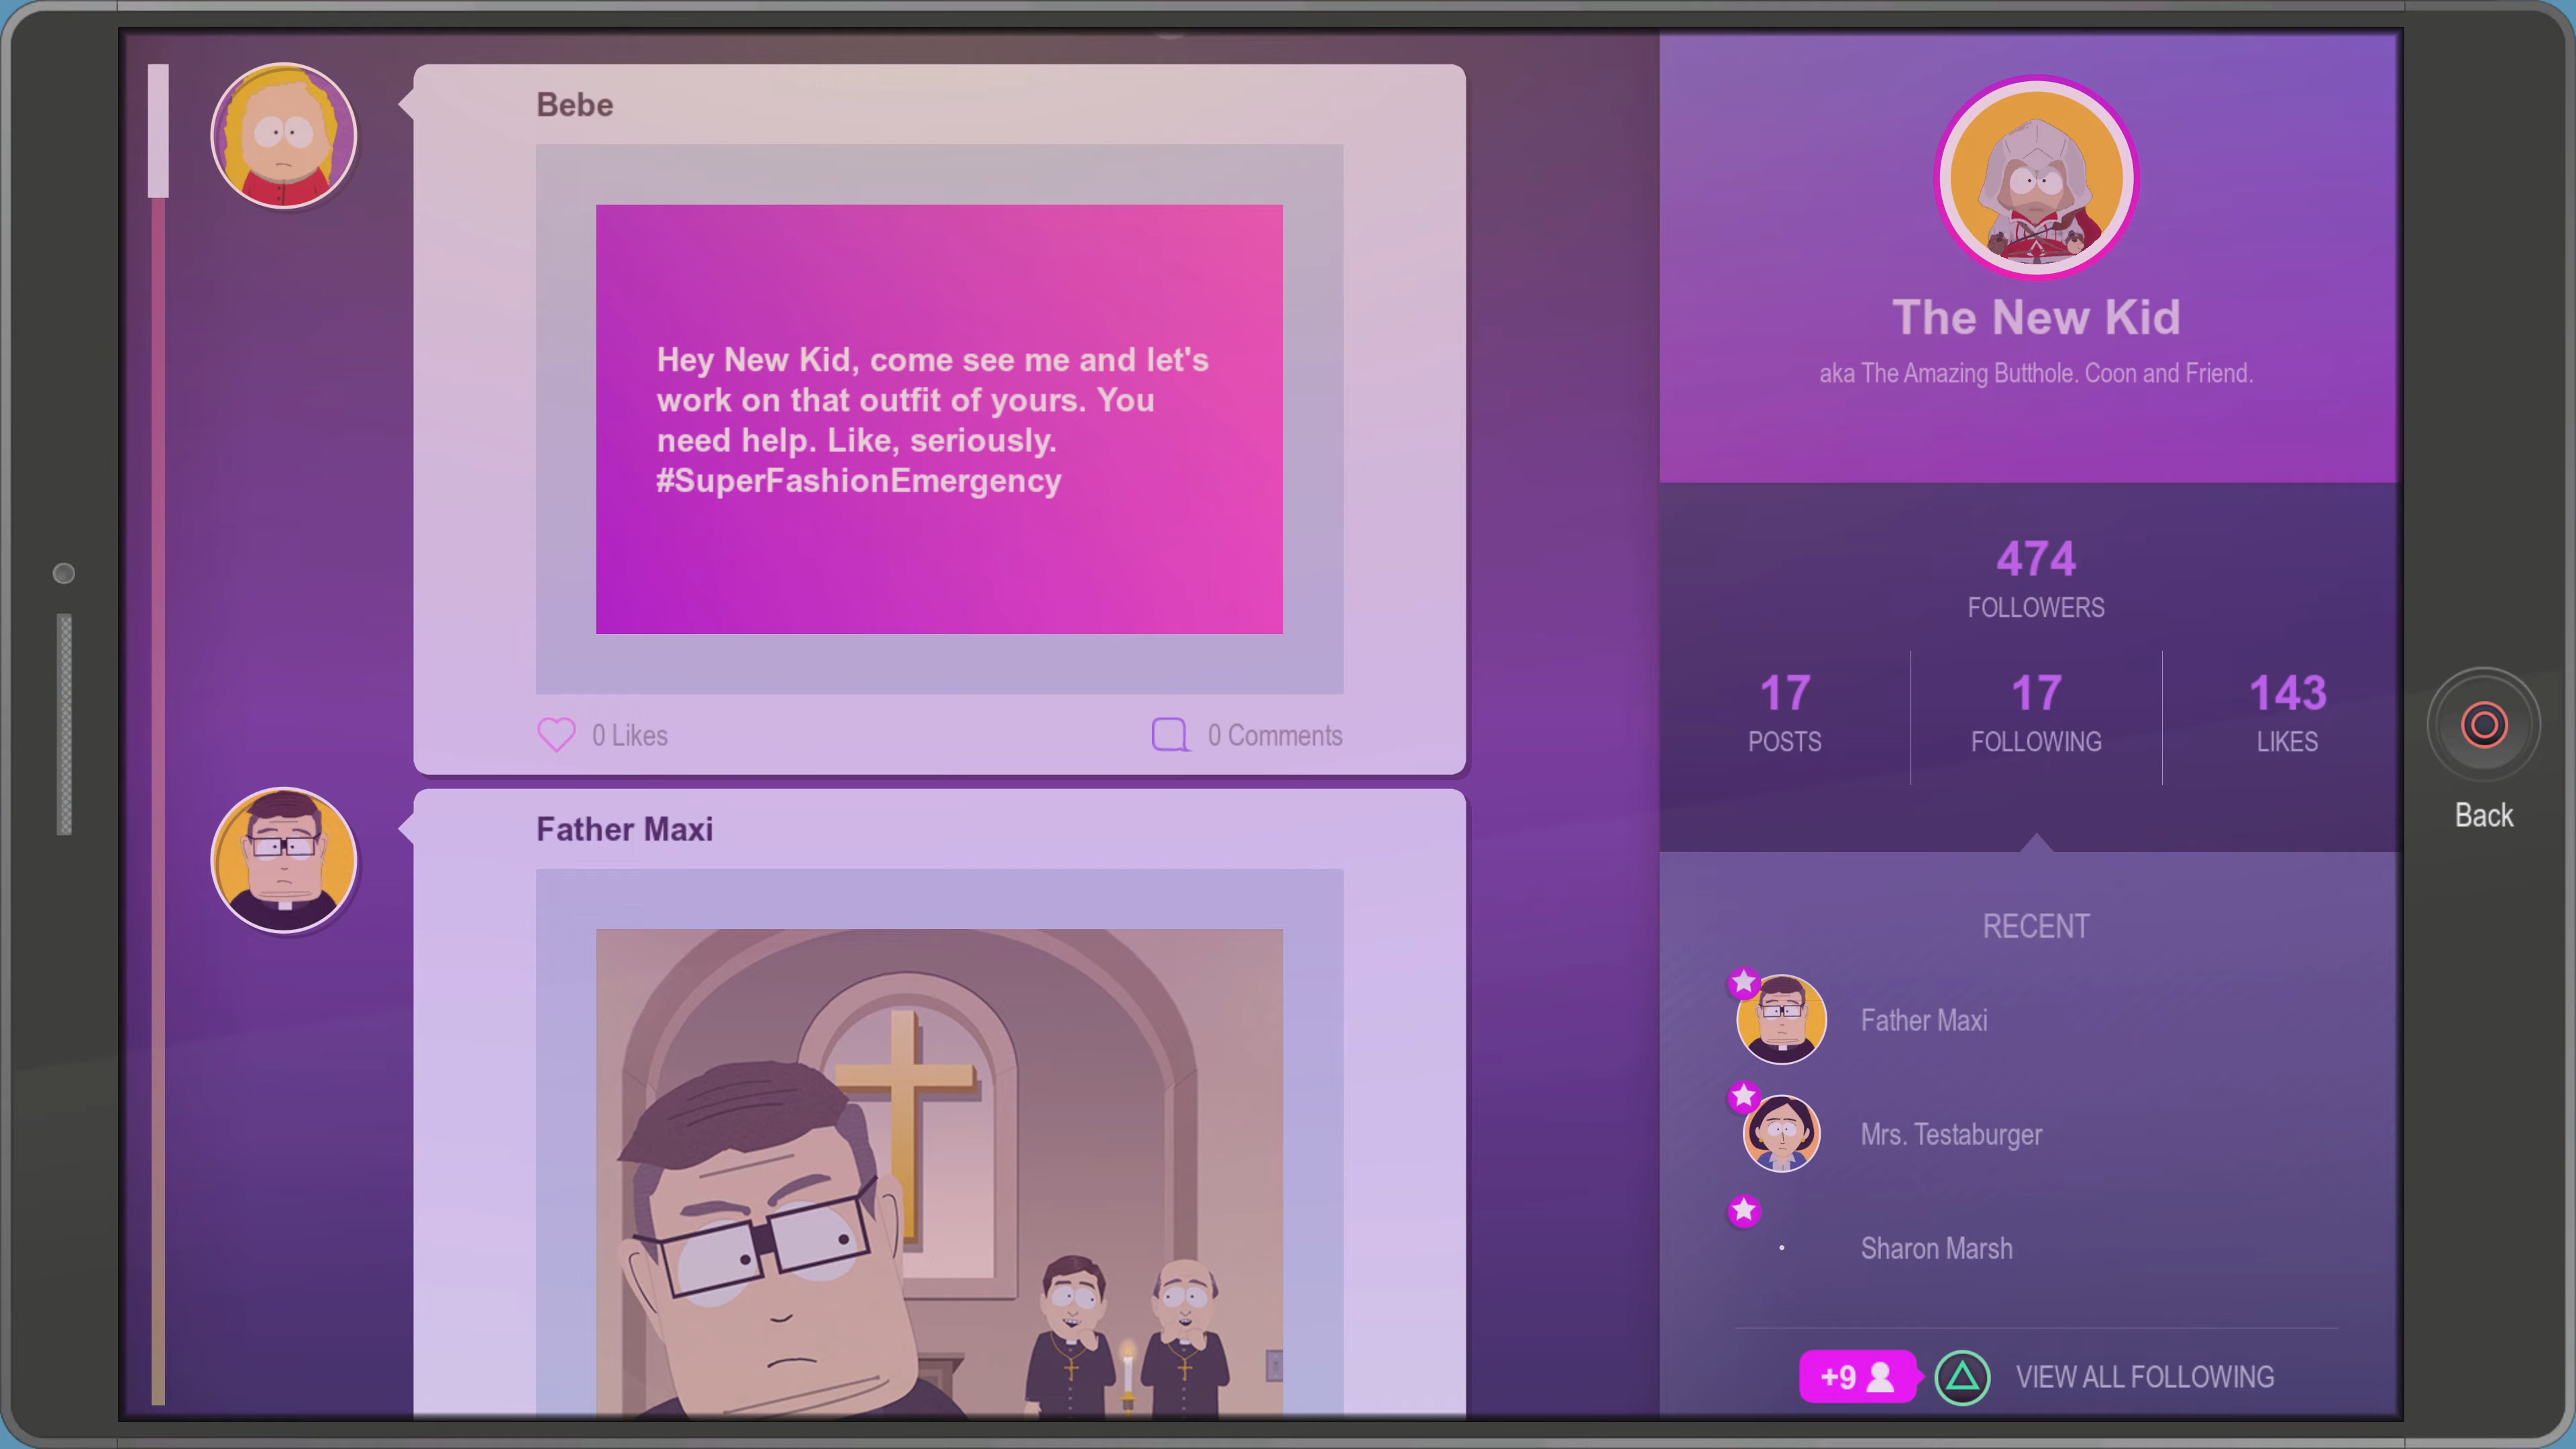 Bebe
Hey New Kid, come see me and let's
work on that outfit of yours. You
need help. Like, seriously.
#SuperFashionEmergency
0 Likes
0 Comments
Father Maxi
The New Kid
aka The Amazing Butthole. Coon and Friend.
474
FOLLOWERS
17
POSTS
17
FOLLOWING
143
LIKES
RECENT
Father Maxi
Mrs. Testaburger
Sharon Marsh
+9
VIEW ALL FOLLOWING
Back